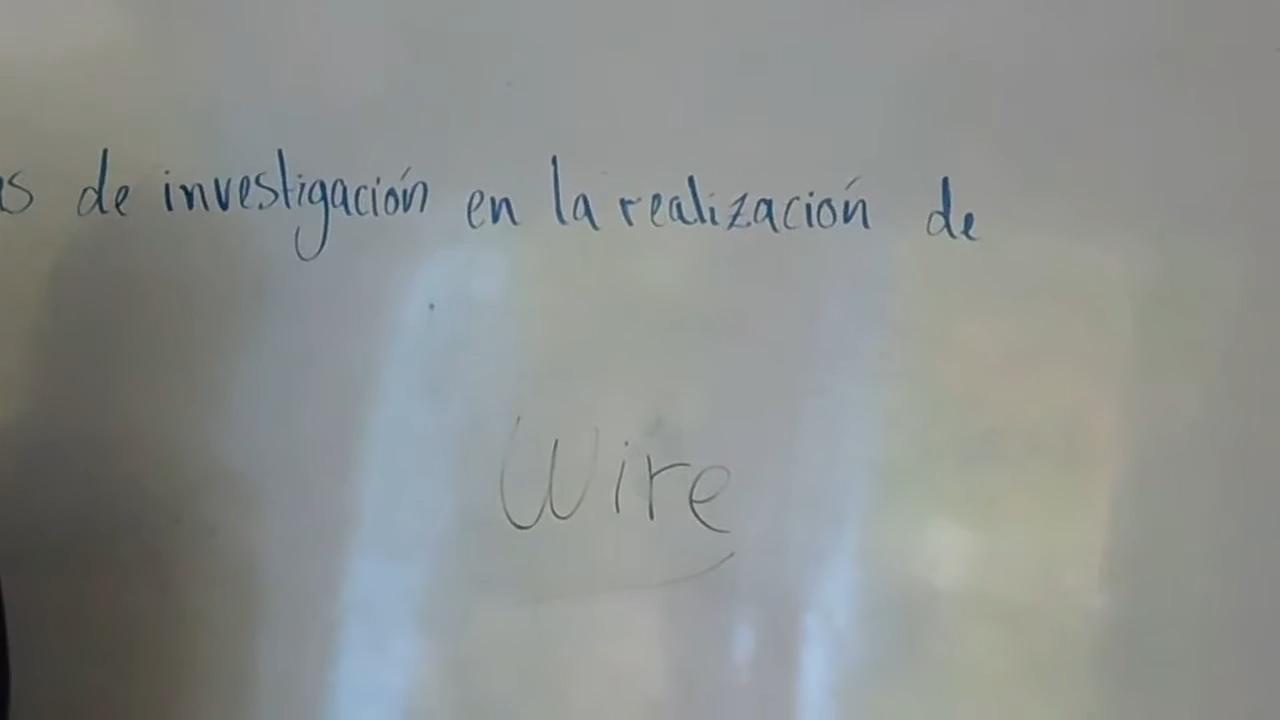 s de investigación en la realización de
Wire